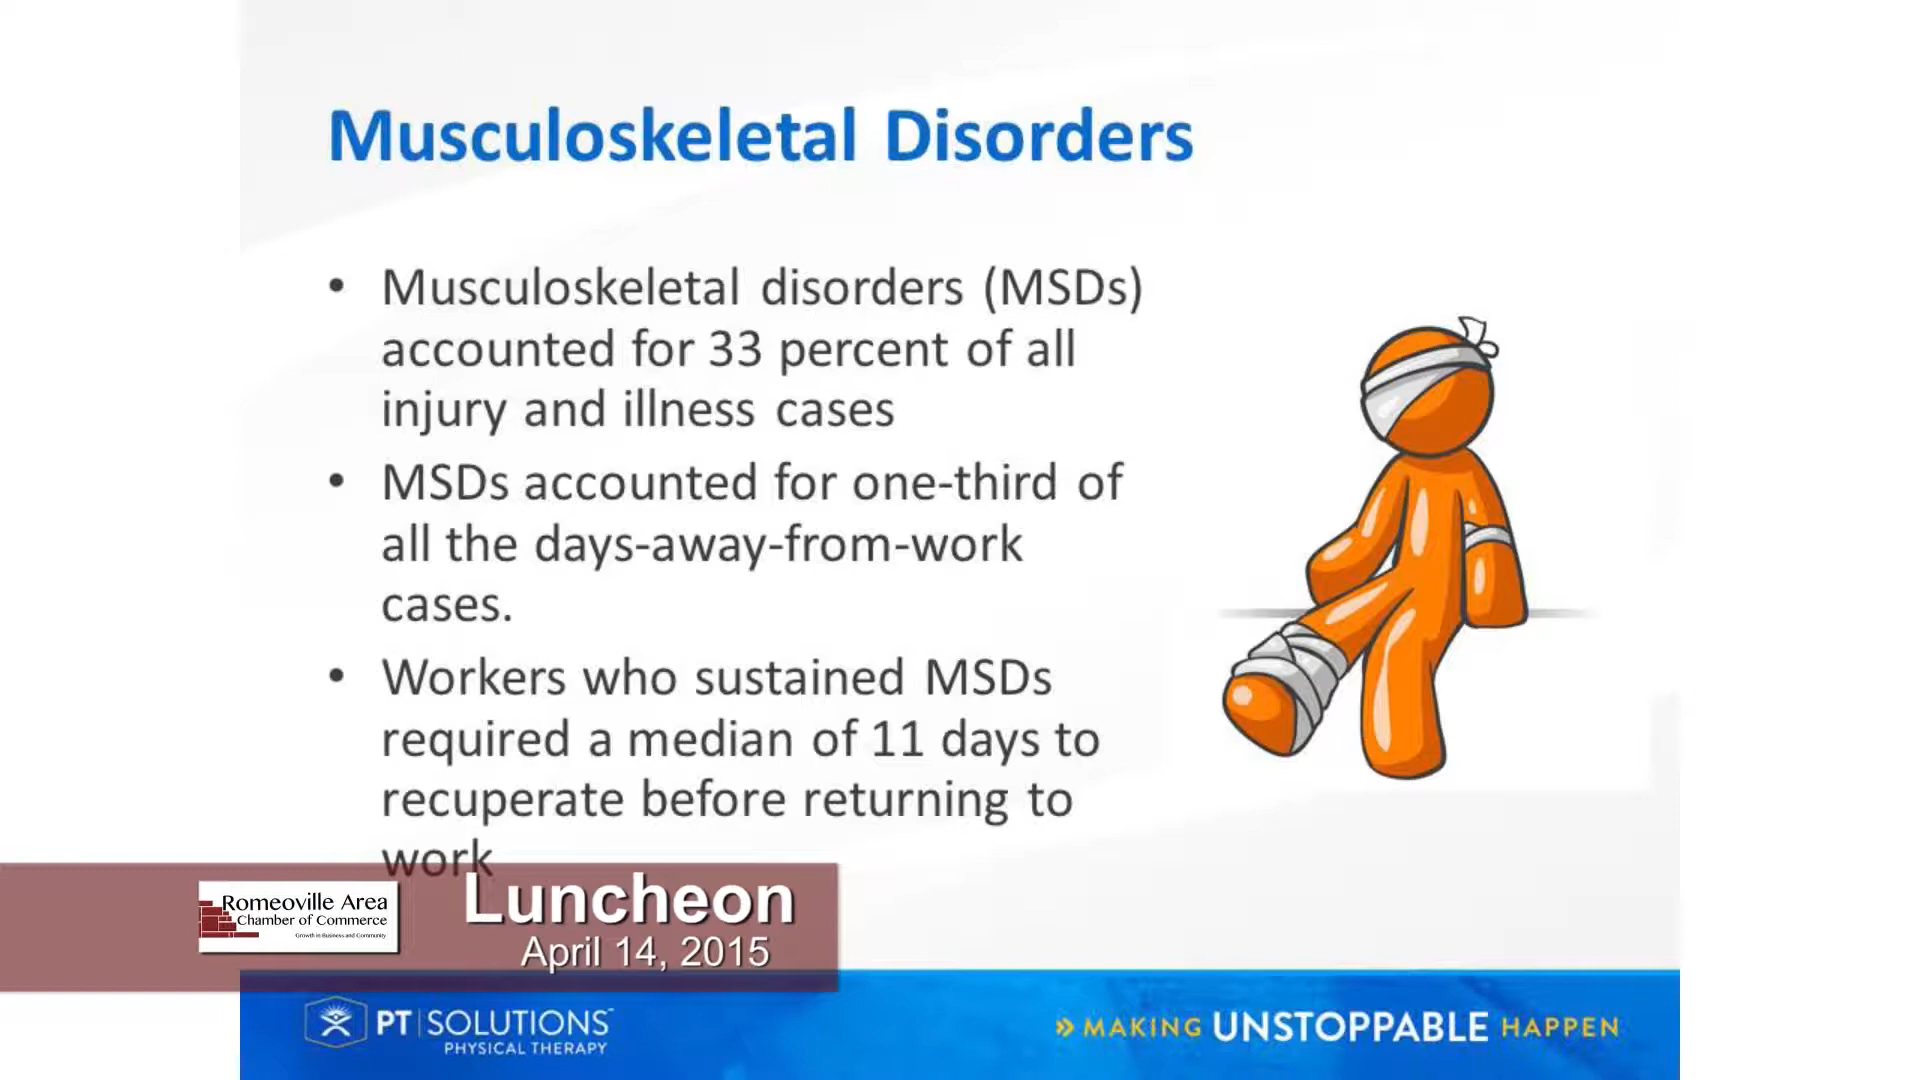 Musculoskeletal Disorders
• Musculoskeletal disorders (MSDs)
accounted for 33 percent of all
injury and illness cases
• MSDs accounted for one-third of
all the days-away-from-work
cases.
• Workers who sustained MSDs
required a median of 11 days to
recuperate before returning to
work
Romeoville Area
Chamber of Commerce
Growth in Business and Community
Luncheon
April 14, 2015
PT SOLUTIONS
PHYSICAL THERAPY
» MAKING UNSTOPPABLE HAPPEN